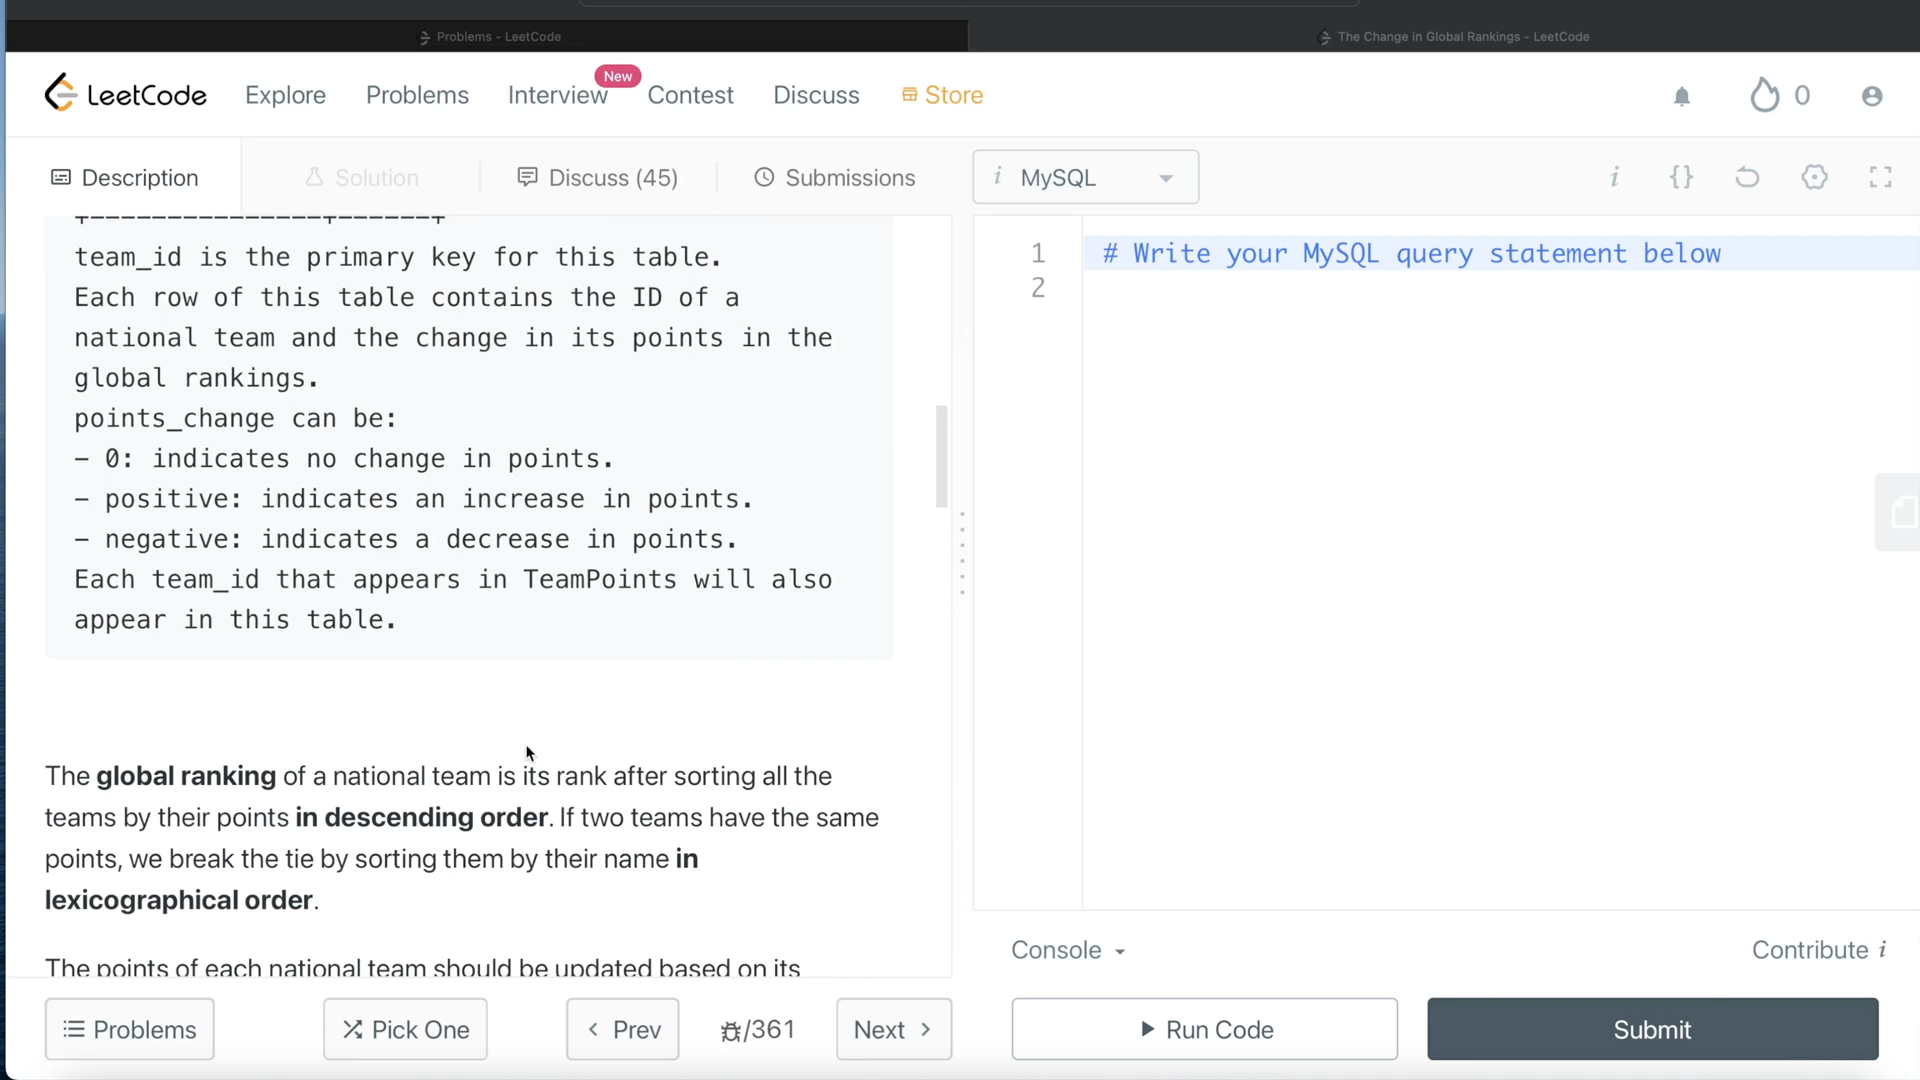 Problems - LeetCode
The Change in Global Rankings - LeetCode
LeetCode
Explore
Problems
Interview
New
Contest
Discuss
Store
0
Description
Solution
Discuss (45)
Submissions
i MySQL
i
{}
team_id is the primary key for this table.
Each row of this table contains the ID of a
national team and the change in its points in the
global rankings.
points_change can be:
- 0: indicates no change in points.
- positive: indicates an increase in points.
- negative: indicates a decrease in points.
Each team_id that appears in TeamPoints will also
appear in this table.
The global ranking of a national team is its rank after sorting all the
teams by their points in descending order. If two teams have the same
points, we break the tie by sorting them by their name in
lexicographical order.
The points of each national team should be updated based on its
1 # Write your MySQL query statement below
2
Console
Contribute i
Problems
Pick One
Prev
/361
Next
Run Code
Submit